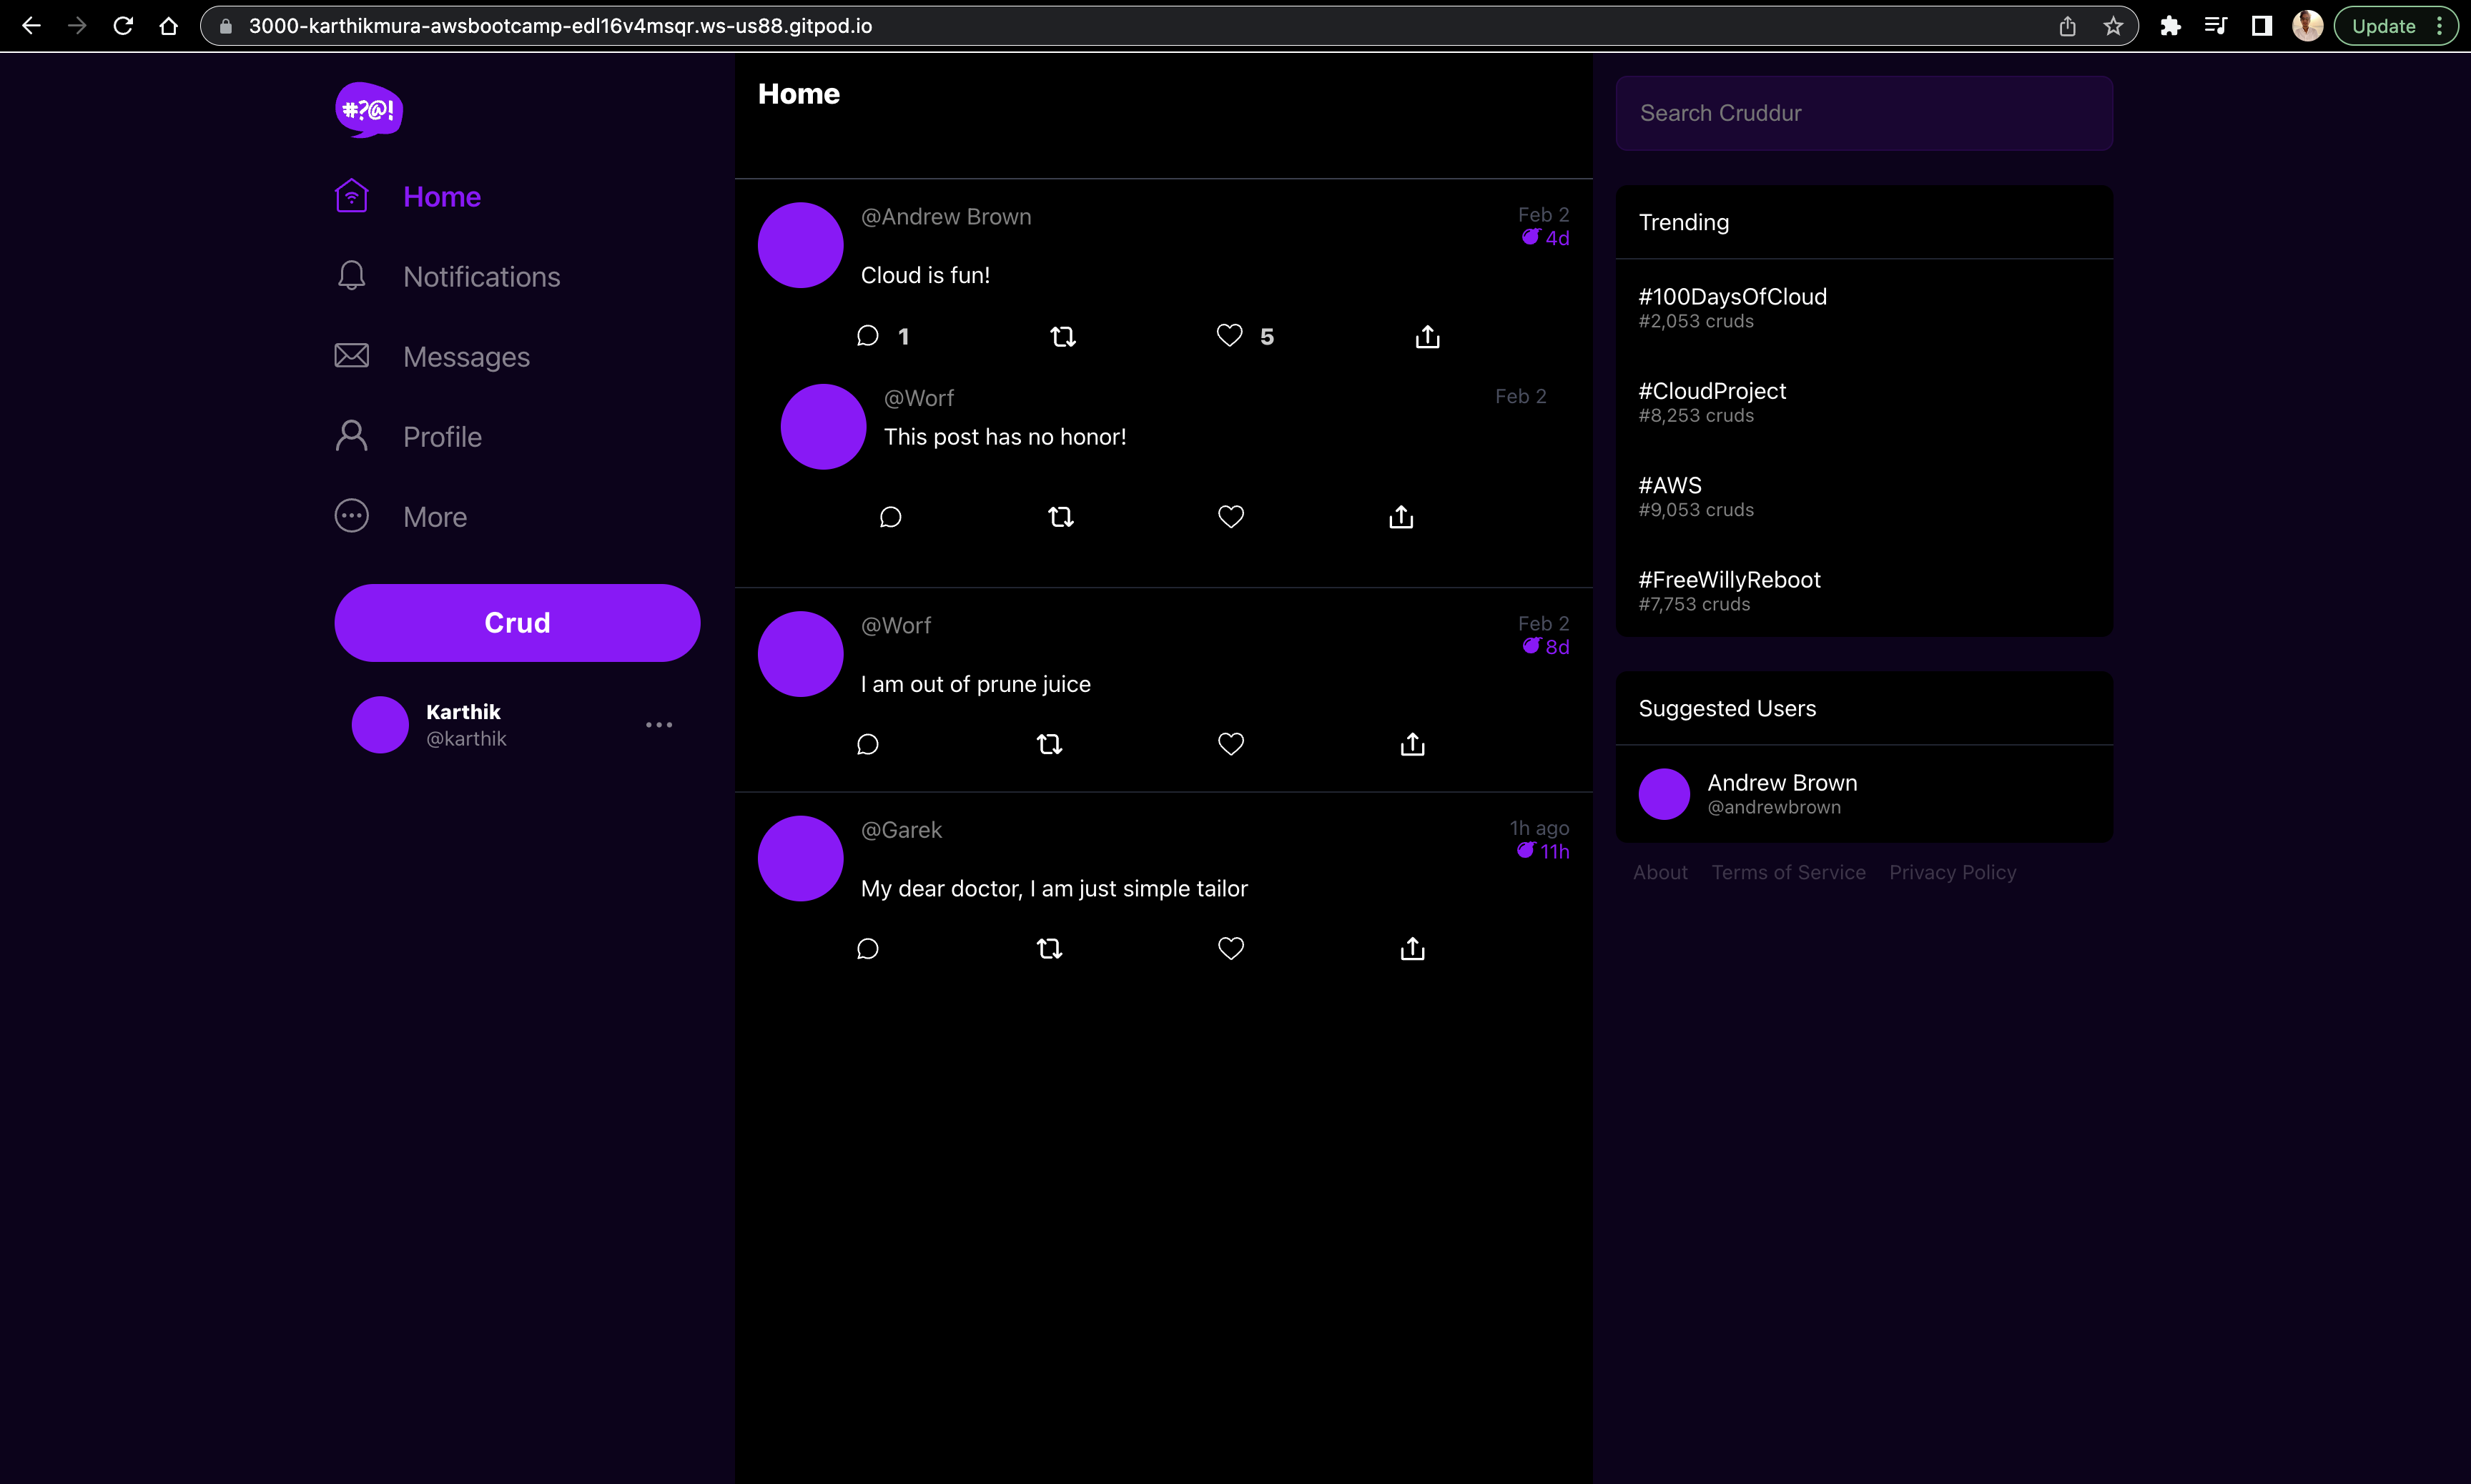 3000-karthikmura-awsbootcamp-edl16v4msqr.ws-us88.gitpod.io
Update
#?@!
Home
Notifications
Messages
Profile
More
Crud
Karthik
@karthik
Home
@Andrew Brown
Feb 2
4d
Cloud is fun!
1
5
@Worf
Feb 2
This post has no honor!
@Worf
Feb 2
8d
I am out of prune juice
@Garek
1h ago
11h
My dear doctor, I am just simple tailor
Search Cruddur
Trending
#100DaysOfCloud
#2,053 cruds
#CloudProject
#8,253 cruds
#AWS
#9,053 cruds
#FreeWillyReboot
#7,753 cruds
Suggested Users
Andrew Brown
@andrewbrown
About Terms of Service Privacy Policy